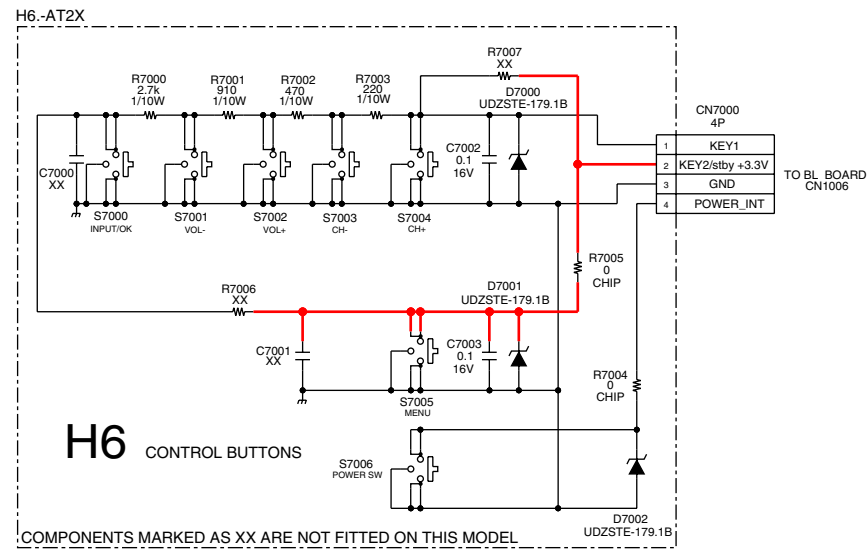 H6.-AT2X
R7007
XX
R7000
2.7k
1/10W
R7001
910
1/10W
R7002
470
1/10W
R7003
220
1/10W
D7000
UDZSTE-179.1B
CN7000
4P
C7000
XX
C7002
0.1
16V
1 KEY1
2 KEY2/stby +3.3V
3 GND
4 POWER_INT
TO BL_BOARD
CN1006
S7000
INPUT/OK
S7001
VOL-
S7002
VOL+
S7003
CH-
S7004
CH+
R7005
0
CHIP
R7006
XX
D7001
UDZSTE-179.1B
C7001
XX
C7003
0.1
16V
S7005
MENU
R7004
0
CHIP
H6 CONTROL BUTTONS
S7006
POWER SW
D7002
UDZSTE-179.1B
COMPONENTS MARKED AS XX ARE NOT FITTED ON THIS MODEL